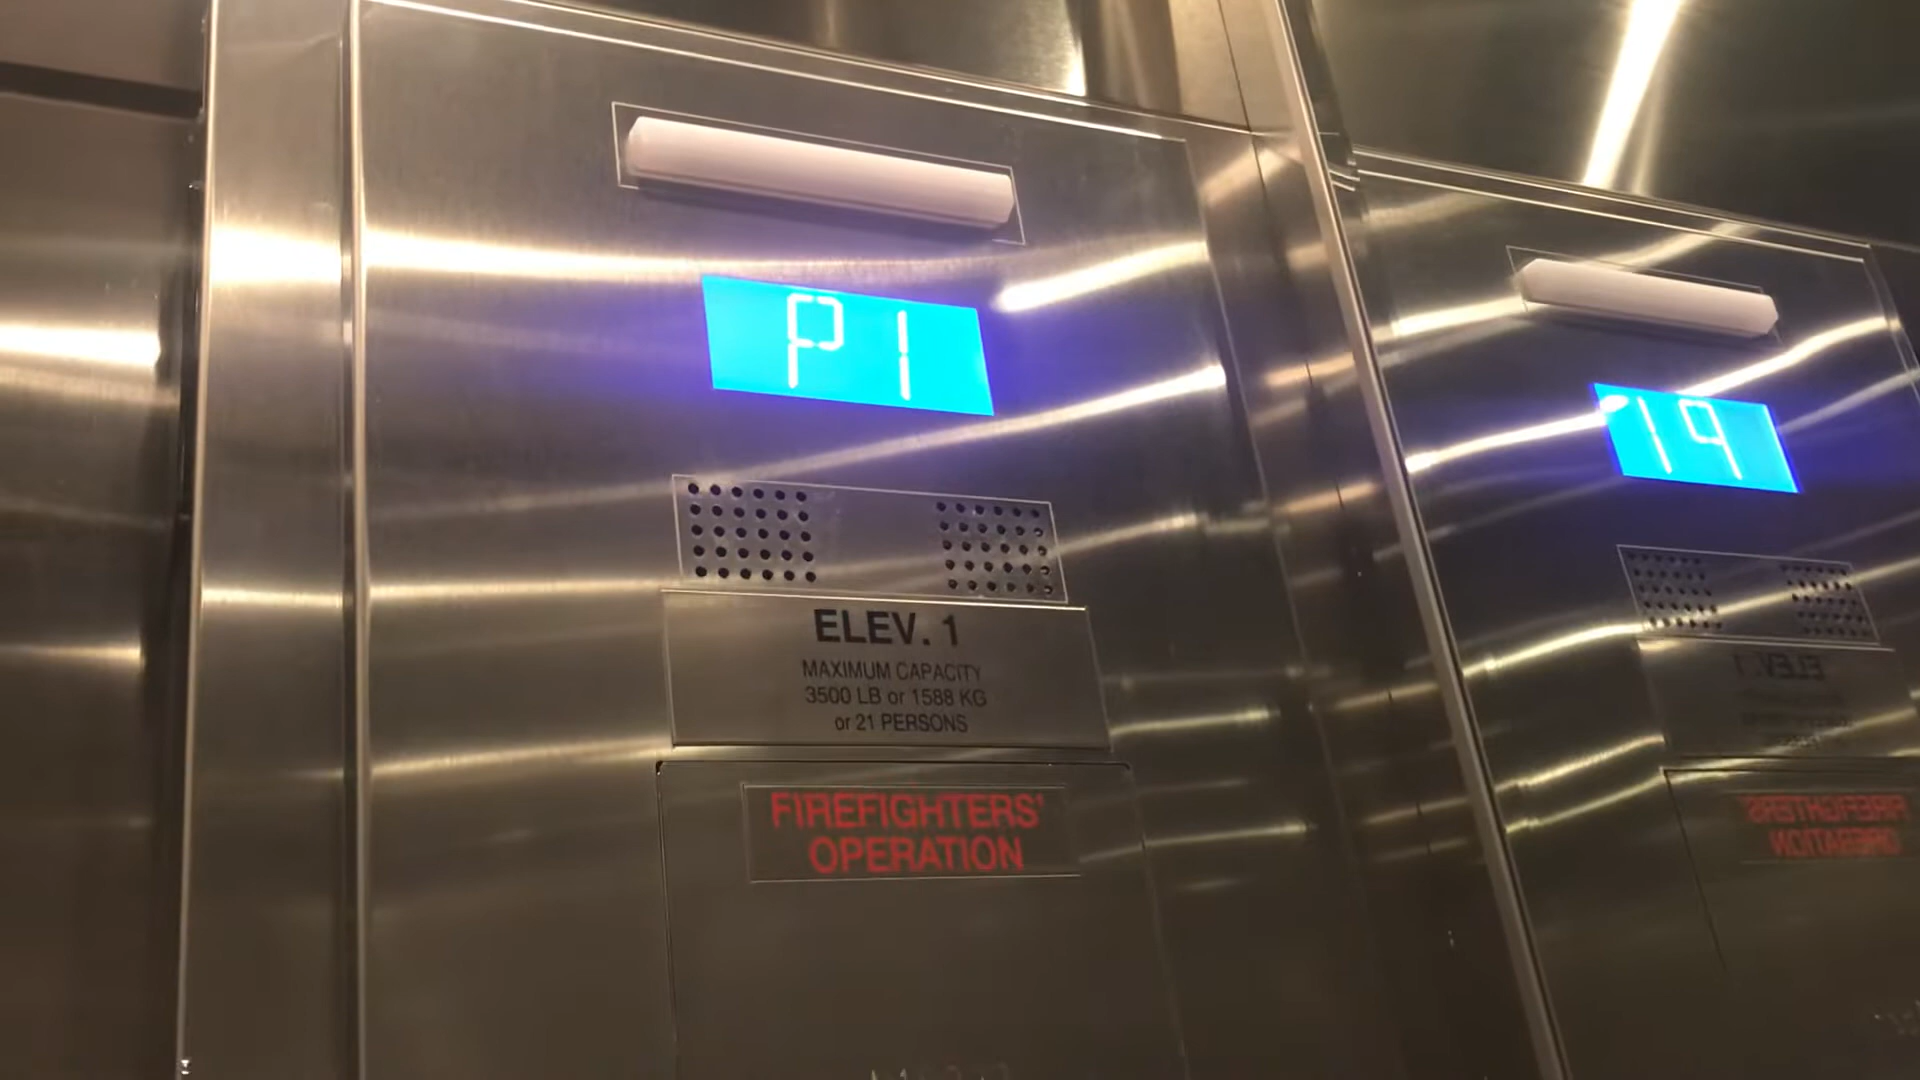 P1
ELEV. 1
MAXIMUM CAPACITY
3500 LB or 1588 KG
or 21 PERSONS
FIREFIGHTERS'
OPERATION